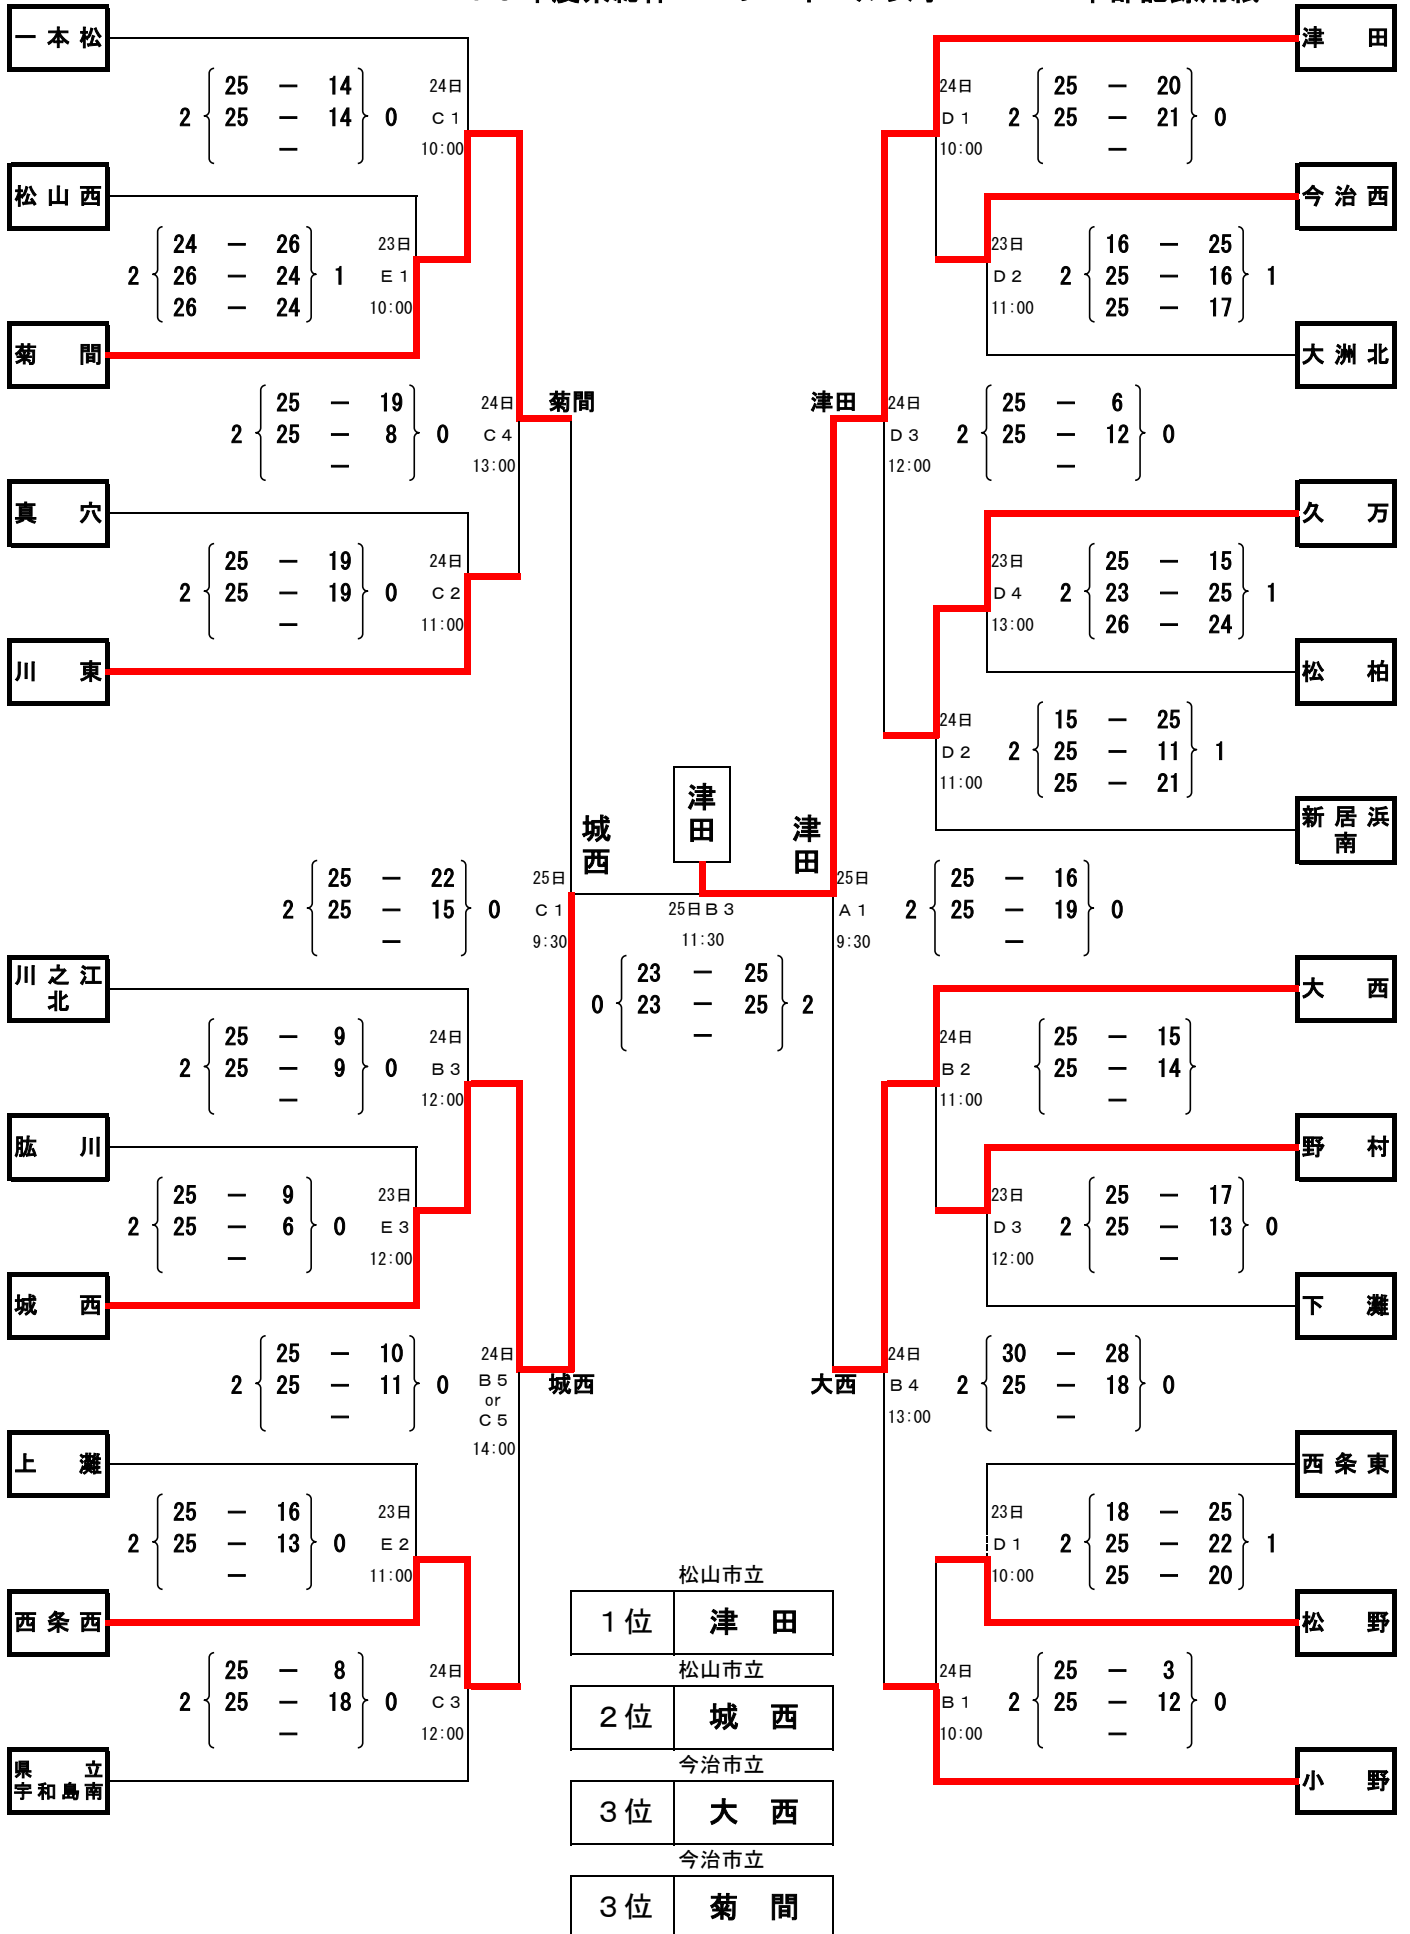 一本松
津田
25 － 14
24日
2 25 － 14 0
C1
－
10:00
24日
25 － 20
D1
2 25 － 21 0
10:00
－
松山西
今治西
24 － 26
23日
2 26 － 24 1
E1
26 － 24
10:00
23日
16 － 25
D2
2 25 － 16 1
11:00
25 － 17
菊間
大洲北
25 － 19
24日
2 25 － 8 0
C4
－
13:00
菊間
津田
24日
25 － 6
D3
2 25 － 12 0
12:00
－
真穴
久万
25 － 19
24日
2 25 － 19 0
C2
－
11:00
23日
25 － 15
D4
2 23 － 25 1
13:00
26 － 24
川東
松柏
24日
15 － 25
D2
2 25 － 11 1
11:00
25 － 21
津田
城西
津田
新居浜南
25 － 22
25日
2 25 － 15 0
C1
－
9:30
25日B3
11:30
23 － 25
0 23 － 25 2
－
25日
25 － 16
A1
2 25 － 19 0
9:30
－
川之江北
大西
25 － 9
24日
2 25 － 9 0
B3
－
12:00
24日
25 － 15
B2
25 － 14
11:00
－
肱川
野村
25 － 9
23日
2 25 － 6 0
E3
－
12:00
23日
25 － 17
D3
2 25 － 13 0
12:00
－
城西
下灘
25 － 10
24日
2 25 － 11 0
B5
or
C5
－
14:00
城西
大西
24日
30 － 28
B4
2 25 － 18 0
13:00
－
上灘
西条東
25 － 16
23日
2 25 － 13 0
E2
－
11:00
23日
18 － 25
D1
2 25 － 22 1
10:00
25 － 20
西条西
松野
25 － 8
24日
2 25 － 18 0
C3
－
12:00
24日
25 － 3
B1
2 25 － 12 0
10:00
－
県立
宇和島南
小野
松山市立
1位 津田
松山市立
2位 城西
今治市立
3位 大西
今治市立
3位 菊間